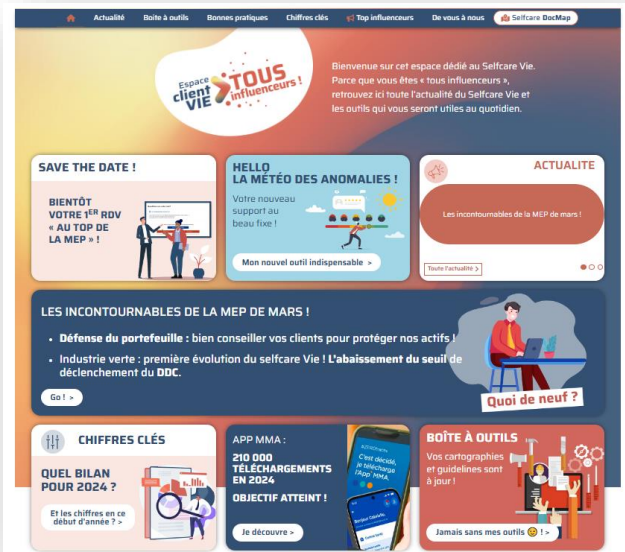 Actualité Boite à outils Bonnes pratiques Chiffres clés Top influenceurs De vous à nous Selfcare DocMap
Espace
client
VIE
TOUS
influenceurs !
Bienvenue sur cet espace dédié au Selfcare Vie.
Parce que vous êtes « tous influenceurs »,
retrouvez ici toute l'actualité du Selfcare Vie et
les outils qui vous seront utiles au quotidien.
SAVE THE DATE !
BIENTÔT
VOTRE 1ER RDV
« AU TOP DE
LA MEP » !
HELLO
LA MÉTÉO DES ANOMALIES !
Votre nouveau
support au
beau fixe !
Mon nouvel outil indispensable >
ACTUALITE
Les incontournables de la MEP de mars !
Toute l'actualité >
LES INCONTOURNABLES DE LA MEP DE MARS !
• Défense du portefeuille : bien conseiller vos clients pour protéger nos actifs !
• Industrie verte : première évolution du selfcare Vie ! L'abaissement du seuil de
déclenchement du DDC.
Go ! >
Quoi de neuf ?
CHIFFRES CLÉS
QUEL BILAN
POUR 2024 ?
Et les chiffres en ce
début d'année ? >
APP MMA :
210 000
TÉLÉCHARGEMENTS
EN 2024
OBJECTIF ATTEINT !
Je découvre >
C'est décidé,
je télécharge
l'App' MMA.
BOÎTE À OUTILS
Vos cartographies
et guidelines sont
à jour !
Jamais sans mes outils 😉 ! >